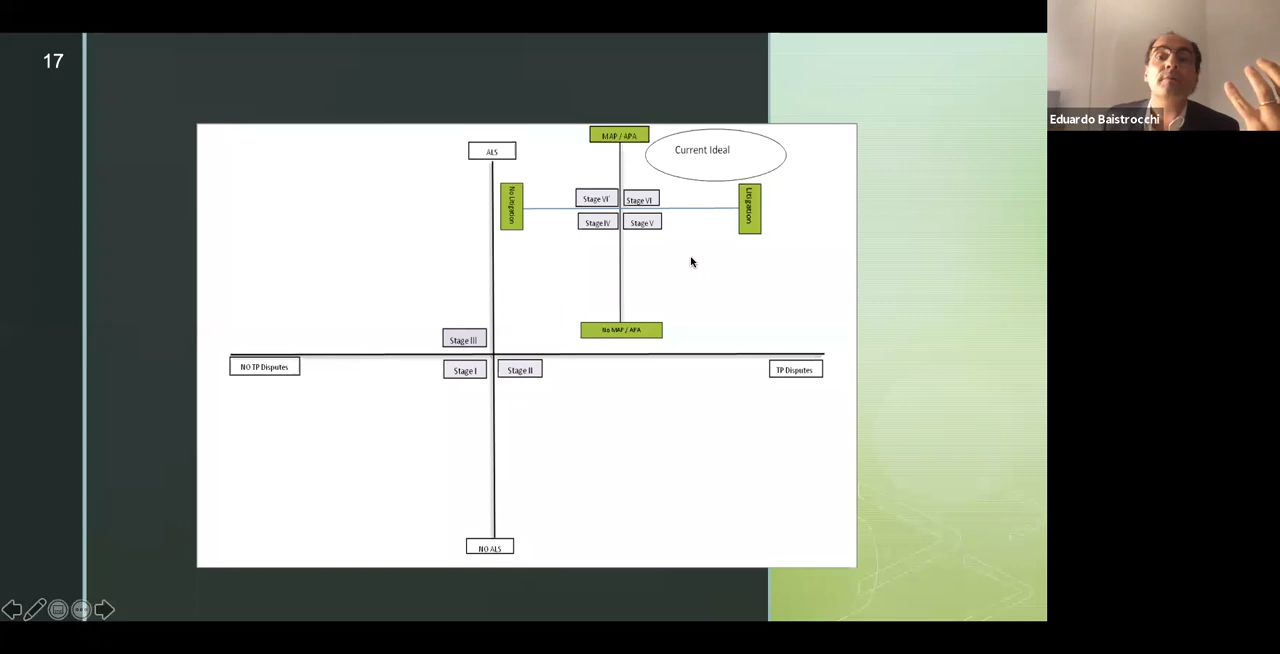 17
MAP / APA
Current Ideal
ALS
No Litigation
Litigation
Stage VI'
Stage VI
Stage IV
Stage V
No MAP / APA
Stage III
NO TP Disputes
Stage I
Stage II
TP Disputes
NO ALS
Eduardo Baistrocchi